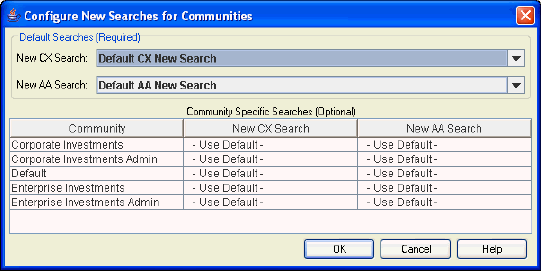 Configure New Searches for Communities
Default Searches (Required)
New CX Search: Default CX New Search
New AA Search: Default AA New Search
Community Specific Searches (Optional)
Community New CX Search New AA Search
Corporate Investments - Use Default - - Use Default -
Corporate Investments Admin - Use Default - - Use Default -
Default - Use Default - - Use Default -
Enterprise Investments - Use Default - - Use Default -
Enterprise Investments Admin - Use Default - - Use Default -
OK Cancel Help